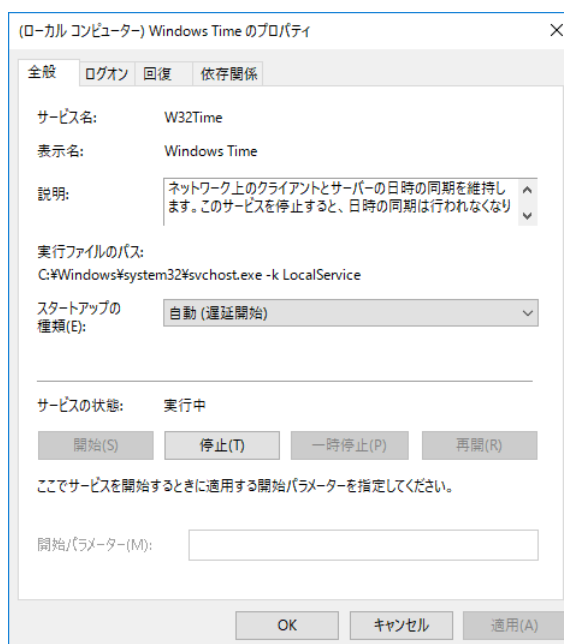 (ローカル コンピューター) Windows Time のプロパティ
全般 ログオン 回復 依存関係
サービス名: W32Time
表示名: Windows Time
説明: ネットワーク上のクライアントとサーバーの日時の同期を維持し
ます。このサービスを停止すると、日時の同期は行われなくなり
実行ファイルのパス:
C:¥Windows¥system32¥svchost.exe -k LocalService
スタートアップの
種類(E): 自動 (遅延開始)
サービスの状態: 実行中
開始(S) 停止(T) 一時停止(P) 再開(R)
ここでサービスを開始するときに適用する開始パラメーターを指定してください。
開始パラメーター(M):
OK キャンセル 適用(A)